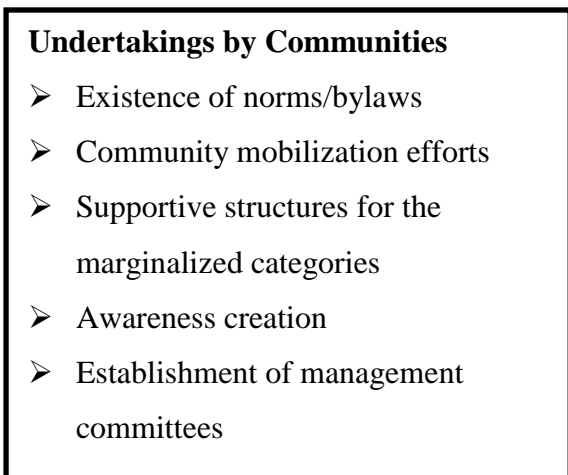 Undertakings by Communities
➢ Existence of norms/bylaws
➢ Community mobilization efforts
➢ Supportive structures for the
marginalized categories
➢ Awareness creation
➢ Establishment of management
committees